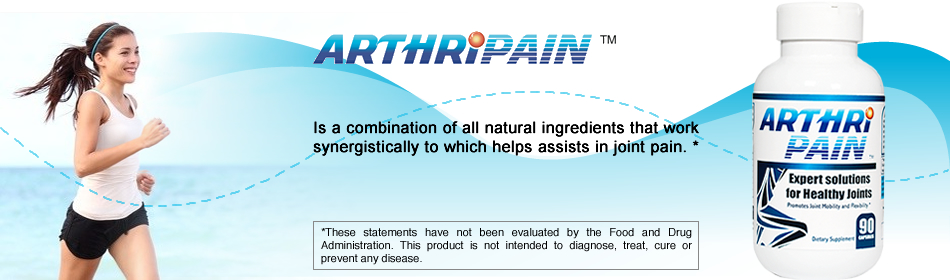 ARTHRiPAIN ™
Is a combination of all natural ingredients that work
synergistically to which helps assists in joint pain. *
*These statements have not been evaluated by the Food and Drug
Administration. This product is not intended to diagnose, treat, cure or
prevent any disease.
ARTHRi
PAIN ™
Expert solutions
for Healthy Joints
Promotes Joint Mobility and Flexibility *
90
CAPSULES
Dietary Supplement